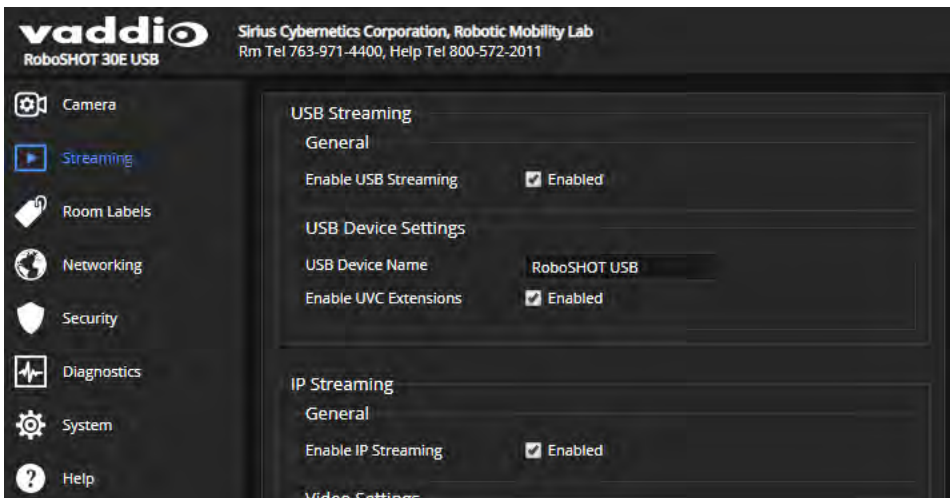 vaddio
RoboSHOT 30E USB
Sirius Cybernetics Corporation, Robotic Mobility Lab
Rm Tel 763-971-4400, Help Tel 800-572-2011
Camera
Streaming
Room Labels
Networking
Security
Diagnostics
System
Help
USB Streaming
General
Enable USB Streaming Enabled
USB Device Settings
USB Device Name RoboSHOT USB
Enable UVC Extensions Enabled
IP Streaming
General
Enable IP Streaming Enabled
Video Settings